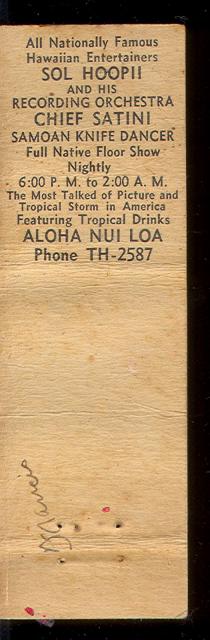 All Nationally Famous
Hawaiian Entertainers
SOL HOOPII
AND HIS
RECORDING ORCHESTRA
CHIEF SATINI
SAMOAN KNIFE DANCER
Full Native Floor Show
Nightly
6:00 P. M. to 2:00 A. M.
The Most Talked of Picture and
Tropical Storm in America
Featuring Tropical Drinks
ALOHA NUI LOA
Phone TH-2587